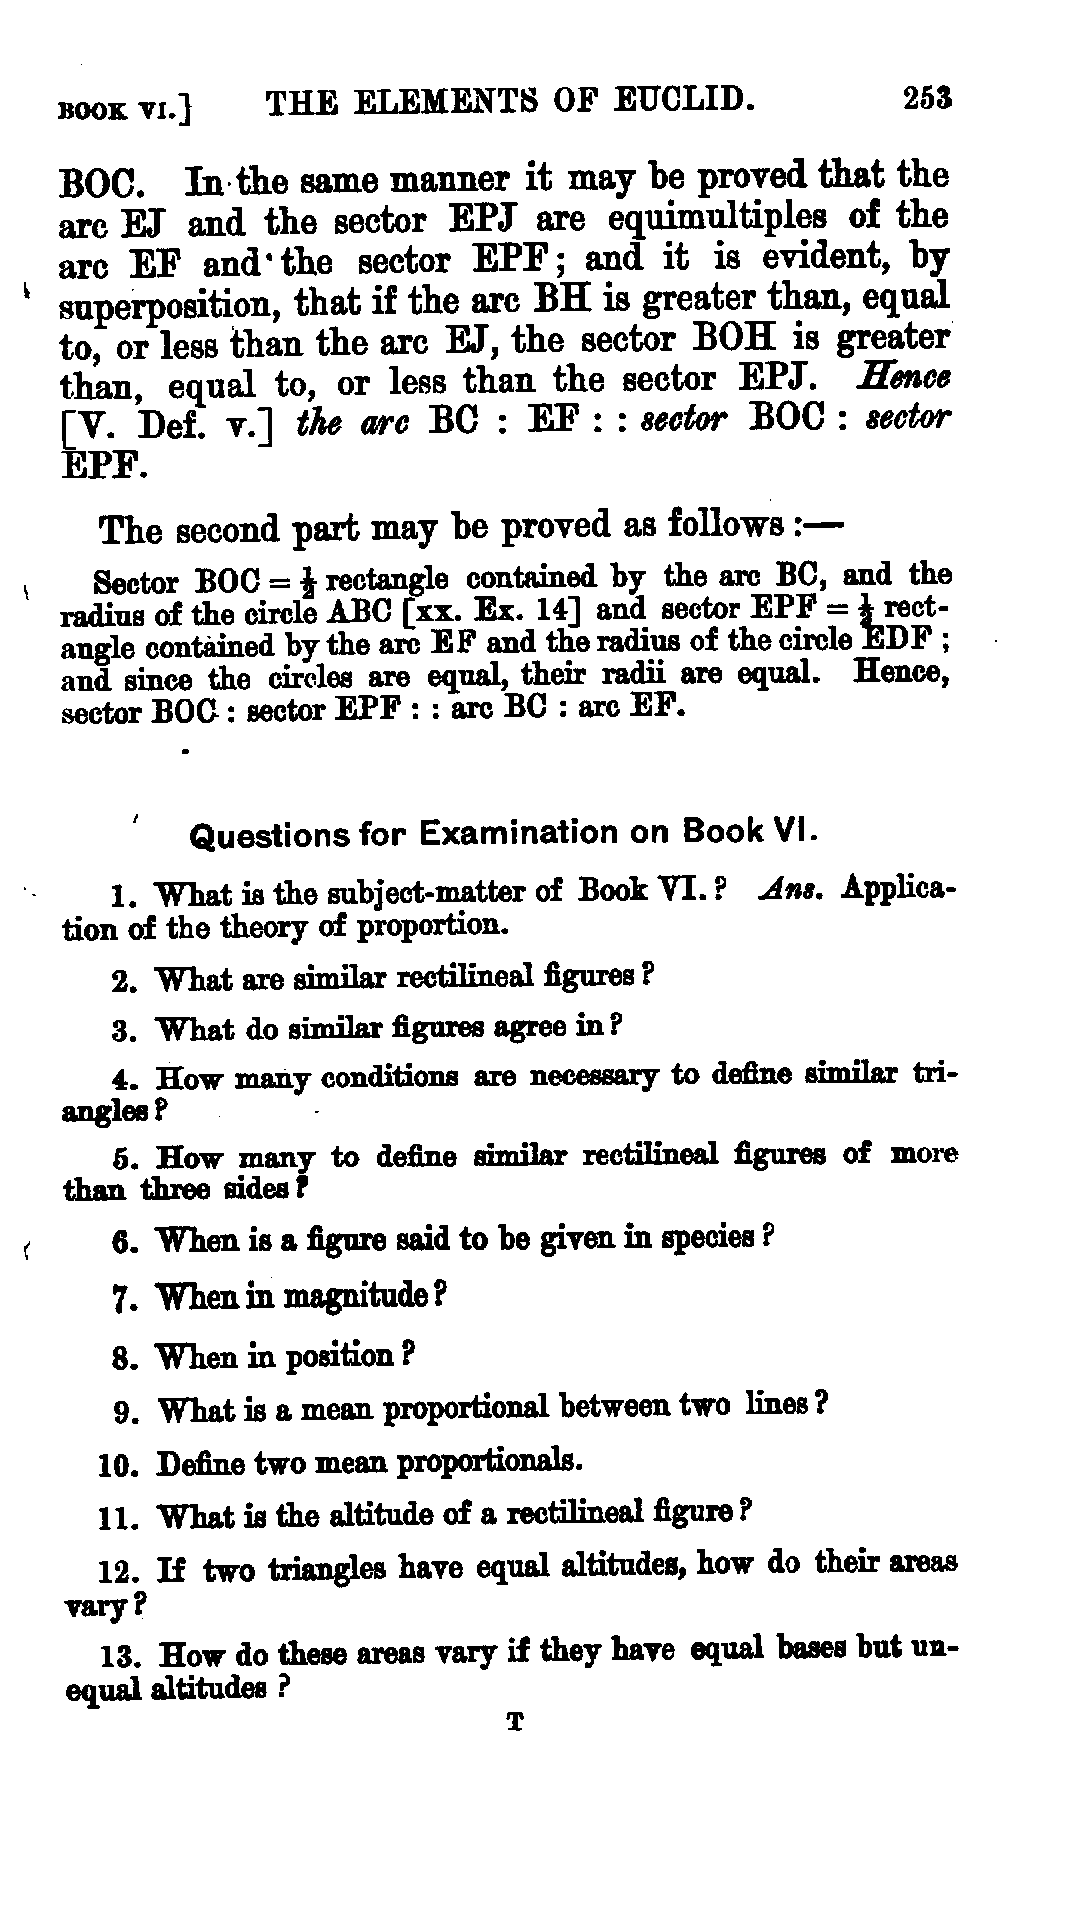 BOOK VI.] THE ELEMENTS OF EUCLID. 253
BOC. In the same manner it may be proved that the
arc EJ and the sector EPJ are equimultiples of the
arc EF and the sector EPF; and it is evident, by
superposition, that if the arc BH is greater than, equal
to, or less than the arc EJ, the sector BOH is greater
than, equal to, or less than the sector EPJ. Hence
[V. Def. v.] the arc BC : EF : : sector BOC : sector
EPF.
The second part may be proved as follows :—
Sector BOC = ½ rectangle contained by the arc BC, and the
radius of the circle ABC [xx. Ex. 14] and sector EPF = ½ rect-
angle contained by the arc EF and the radius of the circle EDF ;
and since the circles are equal, their radii are equal. Hence,
sector BOC : sector EPF : : arc BC : arc EF.
Questions for Examination on Book VI.
1. What is the subject-matter of Book VI. ? Ans. Applica-
tion of the theory of proportion.
2. What are similar rectilineal figures ?
3. What do similar figures agree in ?
4. How many conditions are necessary to define similar tri-
angles ?
5. How many to define similar rectilineal figures of more
than three sides ?
6. When is a figure said to be given in species ?
7. When in magnitude ?
8. When in position ?
9. What is a mean proportional between two lines ?
10. Define two mean proportionals.
11. What is the altitude of a rectilineal figure ?
12. If two triangles have equal altitudes, how do their areas
vary ?
13. How do these areas vary if they have equal bases but un-
equal altitudes ?
T